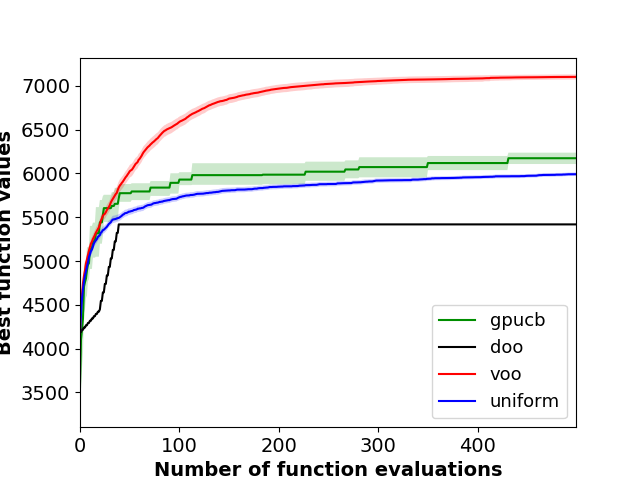 7000
6500
6000
5500
5000
4500
4000
3500
Best function values
0 100 200 300 400
Number of function evaluations
gpucb
doo
voo
uniform